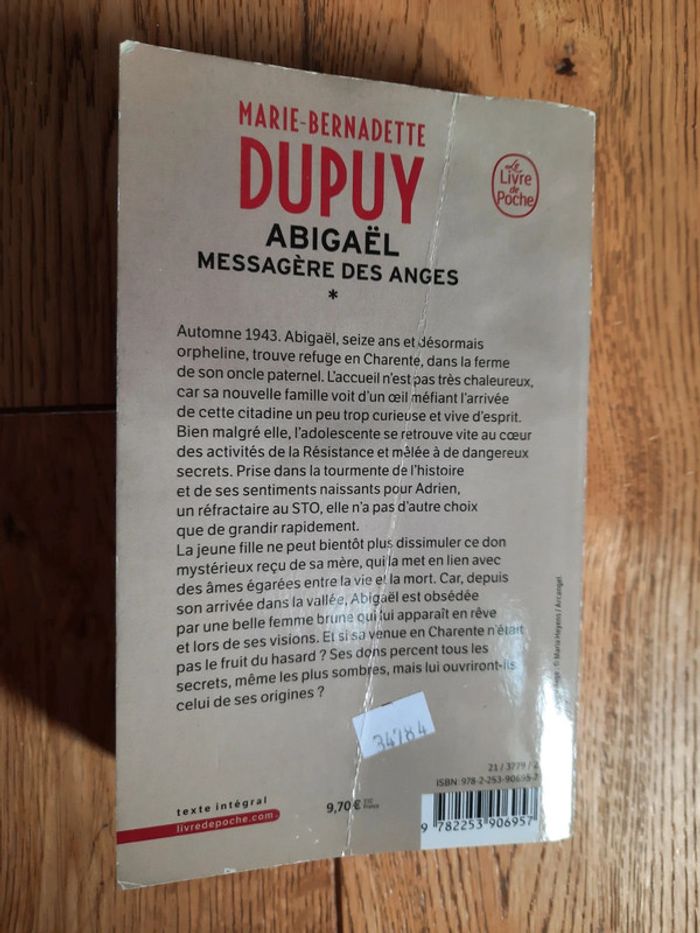 MARIE-BERNADETTE
DUPUY
Le
Livre
de
Poche
ABIGAËL
MESSAGÈRE DES ANGES
*
Automne 1943. Abigaël, seize ans et désormais
orpheline, trouve refuge en Charente, dans la ferme
de son oncle paternel. L'accueil n'est pas très chaleureux,
car sa nouvelle famille voit d'un œil méfiant l'arrivée
de cette citadine un peu trop curieuse et vive d'esprit.
Bien malgré elle, l'adolescente se retrouve vite au cœur
des activités de la Résistance et mêlée à de dangereux
secrets. Prise dans la tourmente de l'histoire
et de ses sentiments naissants pour Adrien,
un réfractaire au STO, elle n'a pas d'autre choix
que de grandir rapidement.
La jeune fille ne peut bientôt plus dissimuler ce don
mystérieux reçu de sa mère, qui la met en lien avec
des âmes égarées entre la vie et la mort. Car, depuis
son arrivée dans la vallée, Abigaël est obsédée
par une belle femme brune qui lui apparaît en rêve
et lors de ses visions. Et si sa venue en Charente n'était
pas le fruit du hasard ? Ses dons percent tous les
secrets, même les plus sombres, mais lui ouvriront-ils
celui de ses origines ?
© Maria Heyens / Arcangel.
34784
21 / 3779 / 2
ISBN: 978-2-253-90695-7
texte intégral
livredepoche.com
9,70 € TTC
France
9 782253 906957